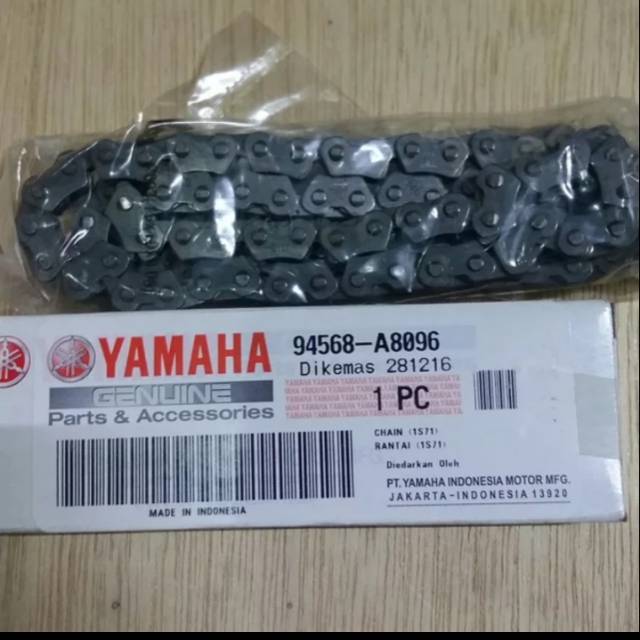 YAMAHA
GENUINE
Parts & Accessories
94568-A8096
Dikemas 281216
1 PC
CHAIN (1S71)
RANTAI (1S71)
Diedarkan Oleh
PT. YAMAHA INDONESIA MOTOR MFG.
JAKARTA-INDONESIA 13920
MADE IN INDONESIA